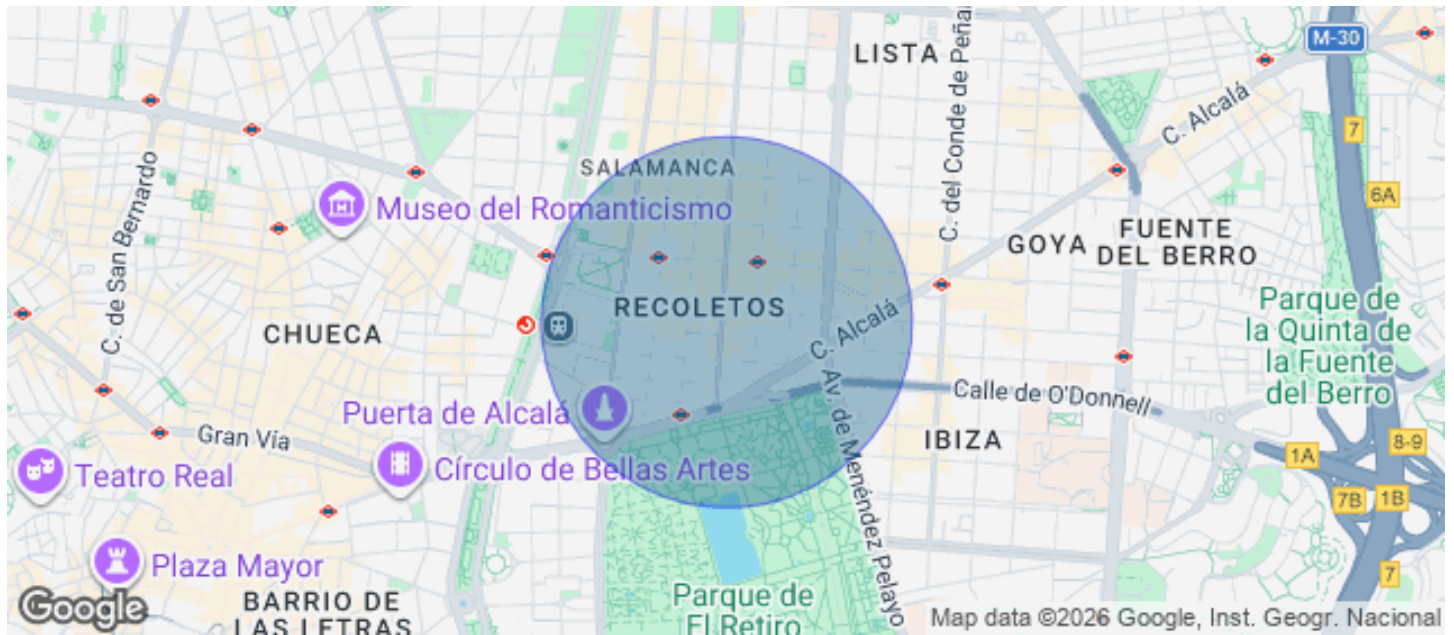 LISTA
M-30
C. del Conde de Peña
C. Alcalá
7
SALAMANCA
6A
Museo del Romanticismo
C. de San Bernardo
FUENTE
DEL BERRO
GOYA
RECOLETOS
CHUECA
Parque de
la Quinta de
la Fuente
del Berro
C. Alcalá
Calle de O'Donnell
Puerta de Alcalá
Av. de Menéndez Pelayo
Gran Vía
IBIZA
1A
8-9
Teatro Real
Círculo de Bellas Artes
7B
1B
Plaza Mayor
7
BARRIO DE
LAS LETRAS
Parque de
El Retiro
Google
Map data ©2026 Google, Inst. Geogr. Nacional